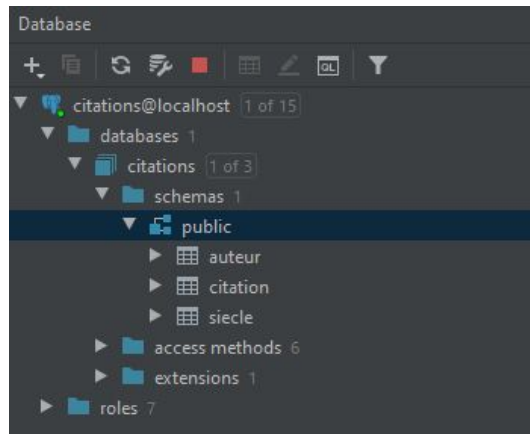 Database
QL
citations@localhost 1 of 15
databases 1
citations 1 of 3
schemas 1
public
auteur
citation
siecle
access methods 6
extensions 1
roles 7